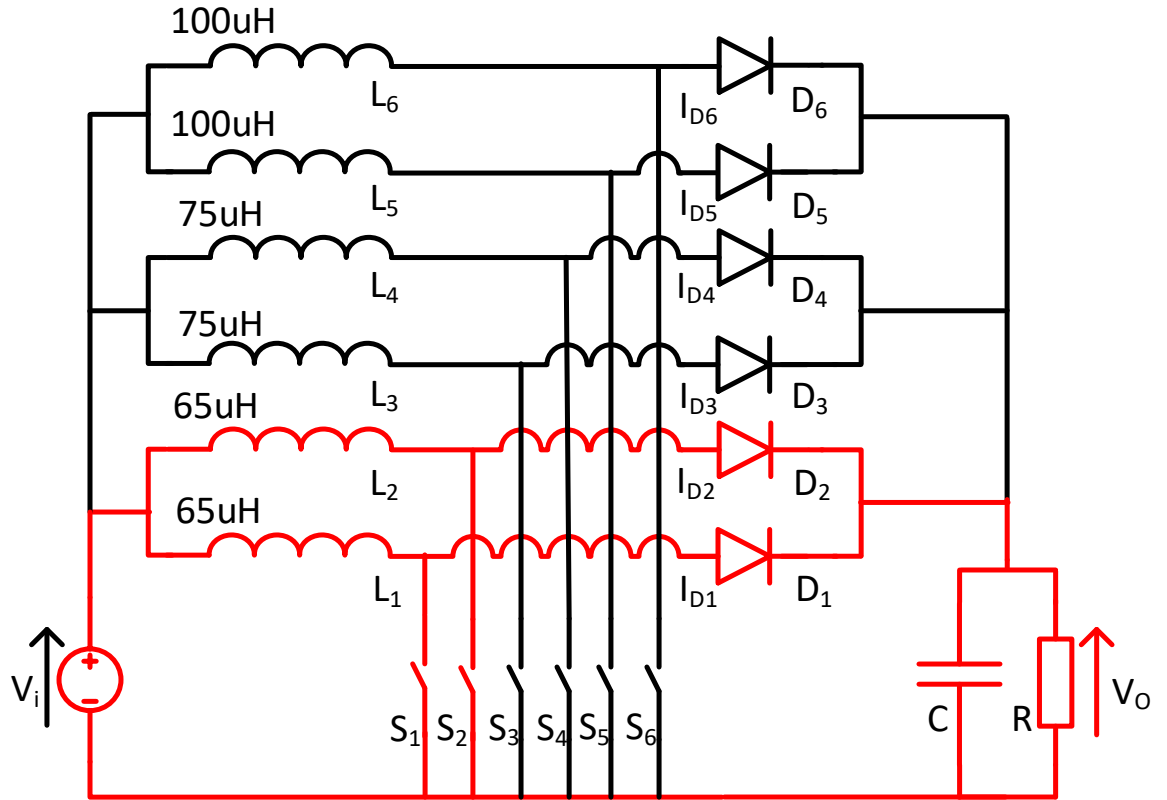 100uH
L6
ID6
D6
100uH
L5
ID5
D5
75uH
L4
ID4
D4
75uH
L3
ID3
D3
65uH
L2
ID2
D2
65uH
L1
ID1
D1
Vi
+
−
S1
S2
S3
S4
S5
S6
C
R
VO